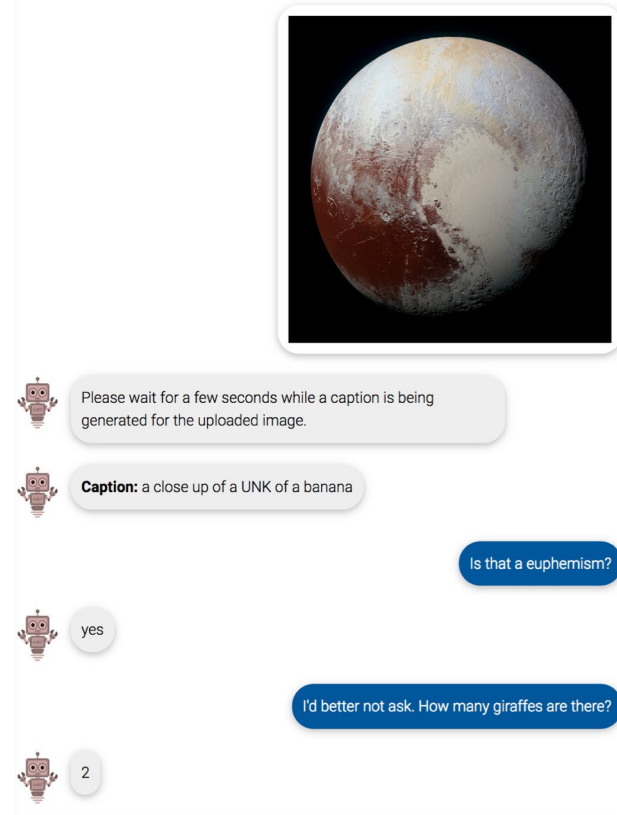 Please wait for a few seconds while a caption is being
generated for the uploaded image.
Caption: a close up of a UNK of a banana
Is that a euphemism?
yes
I'd better not ask. How many giraffes are there?
2